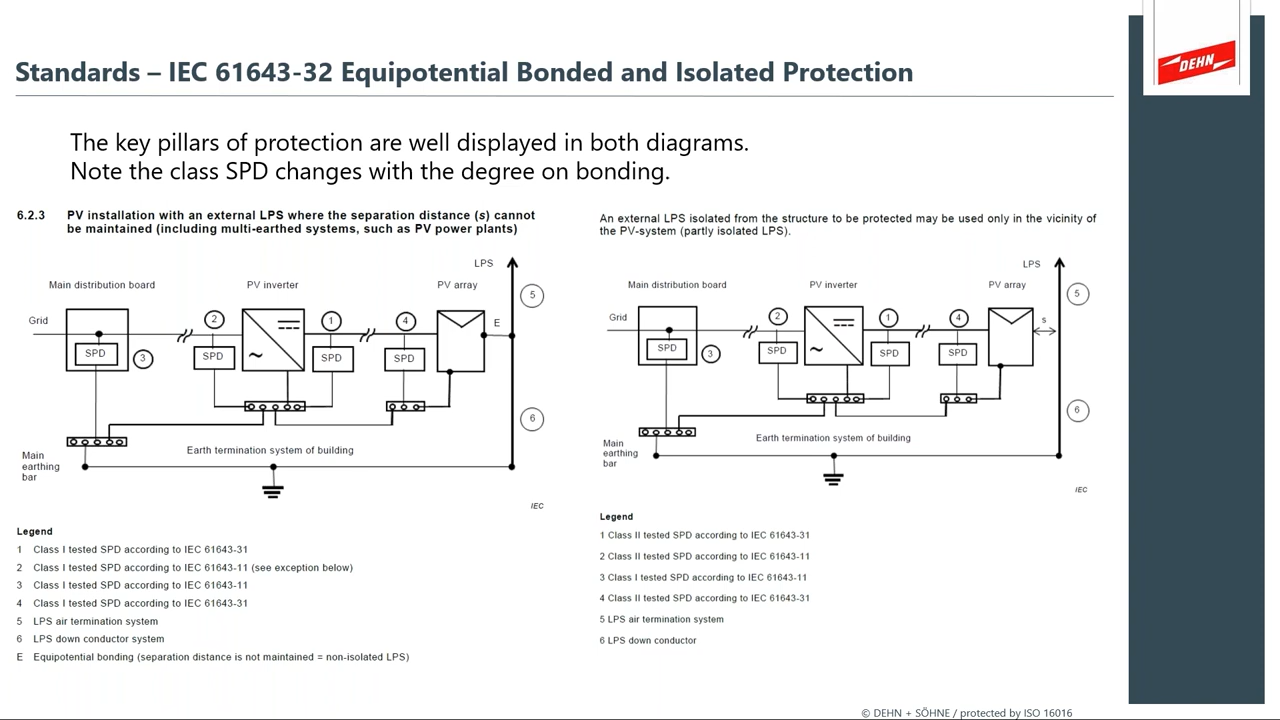 Standards – IEC 61643-32 Equipotential Bonded and Isolated Protection
DEHN
The key pillars of protection are well displayed in both diagrams.
Note the class SPD changes with the degree on bonding.
6.2.3 PV installation with an external LPS where the separation distance (s) cannot
be maintained (including multi-earthed systems, such as PV power plants)
LPS
Main distribution board
PV inverter
PV array
5
Grid
2
1
4
E
SPD
3
SPD
SPD
SPD
6
Earth termination system of building
Main
earthing
bar
IEC
Legend
1 Class I tested SPD according to IEC 61643-31
2 Class I tested SPD according to IEC 61643-11 (see exception below)
3 Class I tested SPD according to IEC 61643-11
4 Class I tested SPD according to IEC 61643-31
5 LPS air termination system
6 LPS down conductor system
E Equipotential bonding (separation distance is not maintained = non-isolated LPS)
An external LPS isolated from the structure to be protected may be used only in the vicinity of
the PV-system (partly isolated LPS).
LPS
Main distribution board
PV inverter
PV array
5
Grid
2
1
4
s
SPD
3
SPD
SPD
SPD
6
Earth termination system of building
Main
earthing
bar
IEC
Legend
1 Class II tested SPD according to IEC 61643-31
2 Class II tested SPD according to IEC 61643-11
3 Class I tested SPD according to IEC 61643-11
4 Class II tested SPD according to IEC 61643-31
5 LPS air termination system
6 LPS down conductor
© DEHN + SÖHNE / protected by ISO 16016